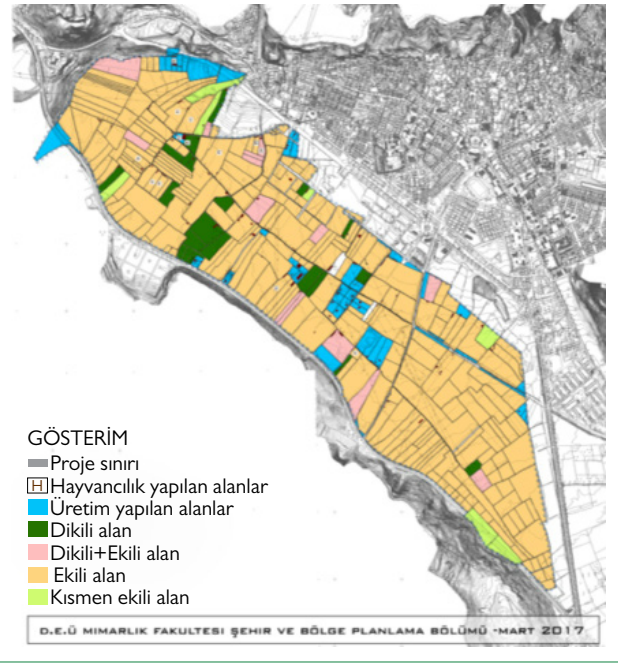 GÖSTERİM
Proje sınırı
H Hayvancılık yapılan alanlar
Üretim yapılan alanlar
Dikili alan
Dikili+Ekili alan
Ekili alan
Kısmen ekili alan
D.E.Ü MIMARLIK FAKULTESI ŞEHIR VE BÖLGE PLANLAMA BÖLÜMÜ -MART 2017